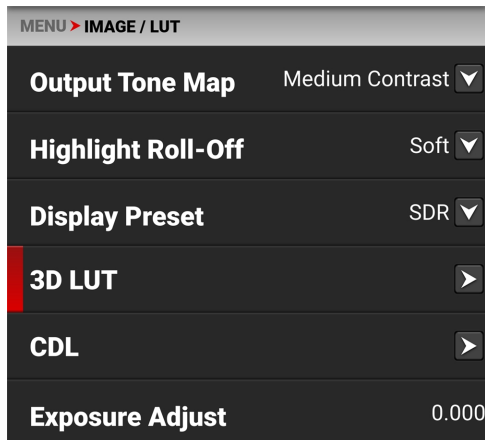 MENU > IMAGE / LUT
Output Tone Map Medium Contrast
Highlight Roll-Off Soft
Display Preset SDR
3D LUT
CDL
Exposure Adjust 0.000